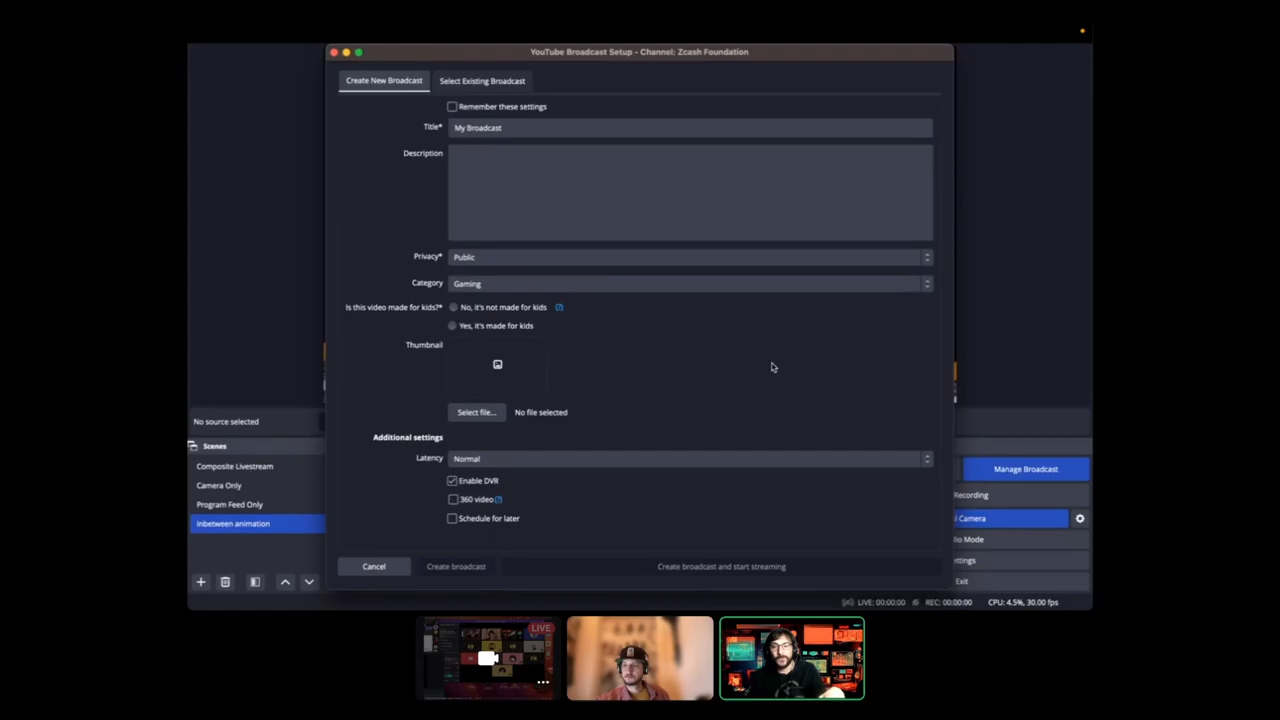 YouTube Broadcast Setup - Channel: Zcash Foundation
Create New Broadcast
Select Existing Broadcast
Remember these settings
Title*
My Broadcast
Description
Privacy*
Public
Category
Gaming
Is this video made for kids?*
No, it's not made for kids
Yes, it's made for kids
Thumbnail
Select file...
No file selected
Additional settings
Latency
Normal
Enable DVR
360 video
Schedule for later
Cancel
Create broadcast
Create broadcast and start streaming
No source selected
Scenes
Composite Livestream
Camera Only
Program Feed Only
Inbetween animation
Manage Broadcast
Recording
l Camera
io Mode
ettings
Exit
LIVE: 00:00:00
REC: 00:00:00
CPU: 4.5%, 30.00 fps
LIVE